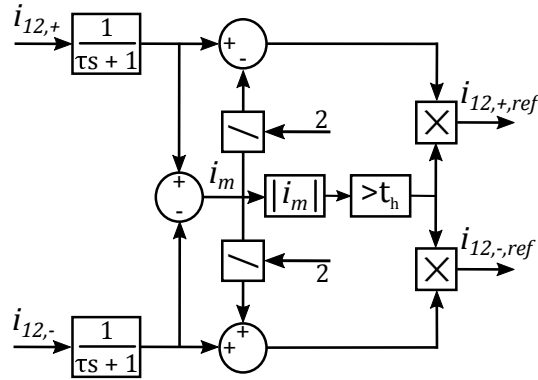 i12,+
1
τs + 1
+
-
2
i12,+,ref
im
|im|
>th
+
-
2
i12,-,ref
i12,-
1
τs + 1
+
+